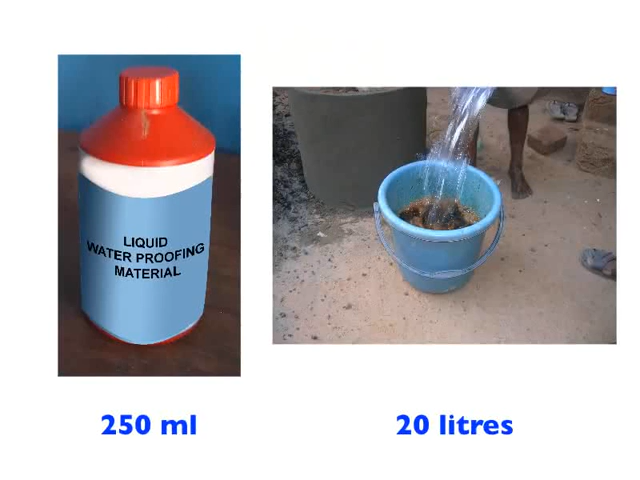 LIQUID
WATER PROOFING
MATERIAL
250 ml
20 litres